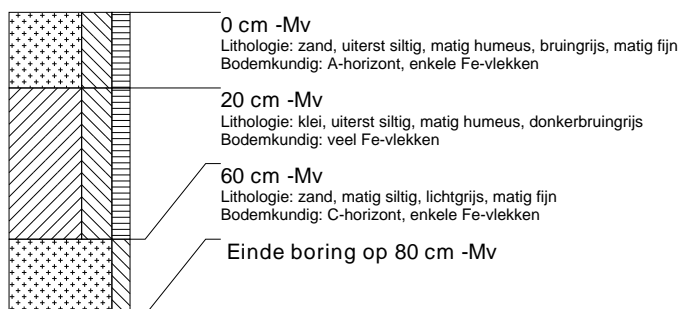 0 cm -Mv
Lithologie: zand, uiterst siltig, matig humeus, bruingrijs, matig fijn
Bodemkundig: A-horizont, enkele Fe-vlekken
20 cm -Mv
Lithologie: klei, uiterst siltig, matig humeus, donkerbruingrijs
Bodemkundig: veel Fe-vlekken
60 cm -Mv
Lithologie: zand, matig siltig, lichtgrijs, matig fijn
Bodemkundig: C-horizont, enkele Fe-vlekken
Einde boring op 80 cm -Mv